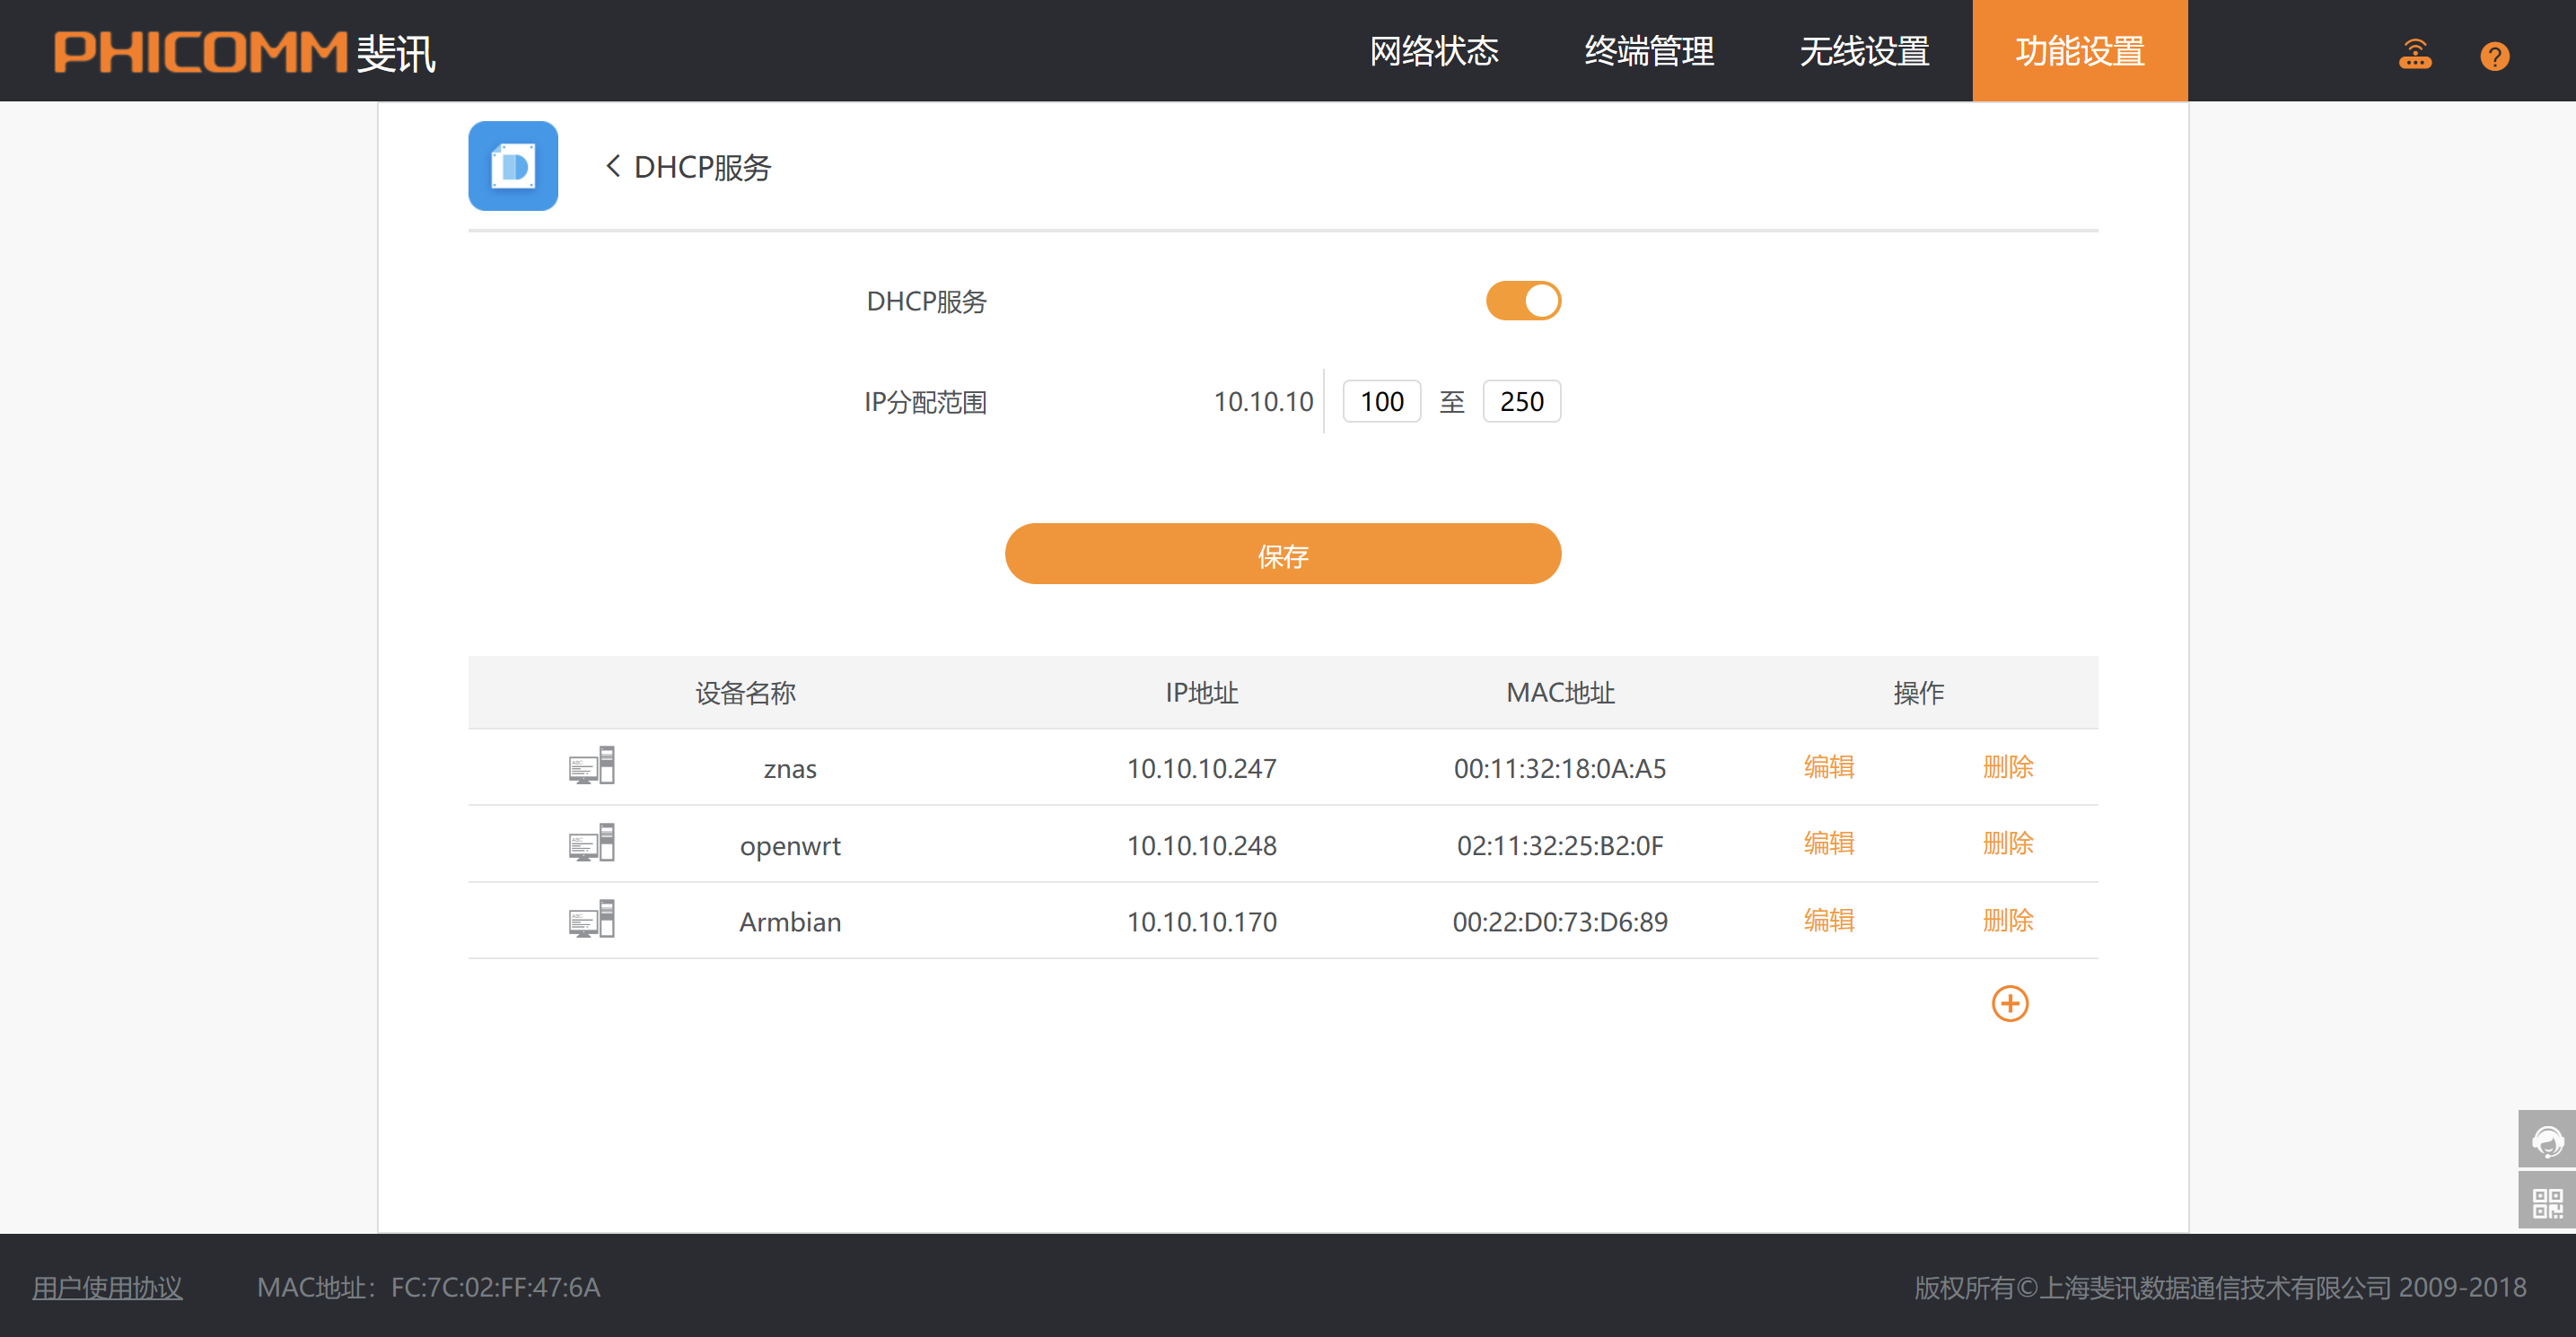 PHICOMM 斐讯 网络状态 终端管理 无线设置 功能设置 ?
DHCP服务
DHCP服务
IP分配范围 10.10.10 100 至 250
保存
设备名称 IP地址 MAC地址 操作
znas 10.10.10.247 00:11:32:18:0A:A5 编辑 删除
openwrt 10.10.10.248 02:11:32:25:B2:0F 编辑 删除
Armbian 10.10.10.170 00:22:D0:73:D6:89 编辑 删除
用户使用协议 MAC地址：FC:7C:02:FF:47:6A 版权所有©上海斐讯数据通信技术有限公司 2009-2018